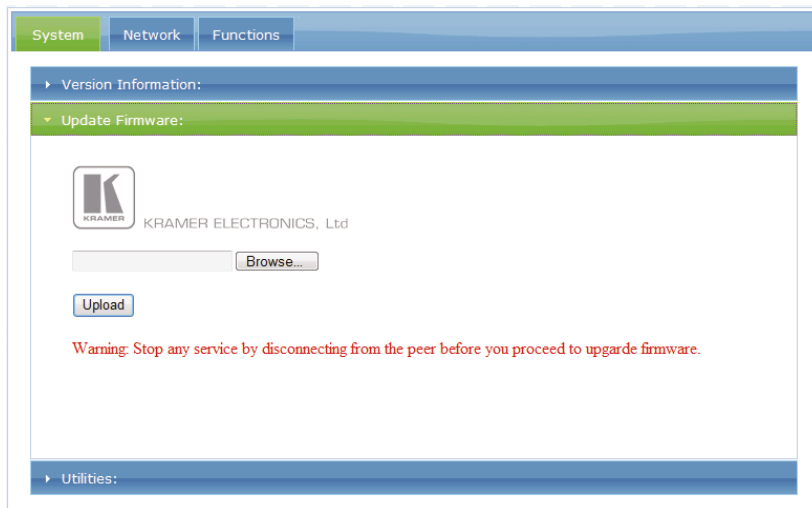 System Network Functions
Version Information:
Update Firmware:
KRAMER
KRAMER ELECTRONICS, Ltd
Browse...
Upload
Warning: Stop any service by disconnecting from the peer before you proceed to upgarde firmware.
Utilities: